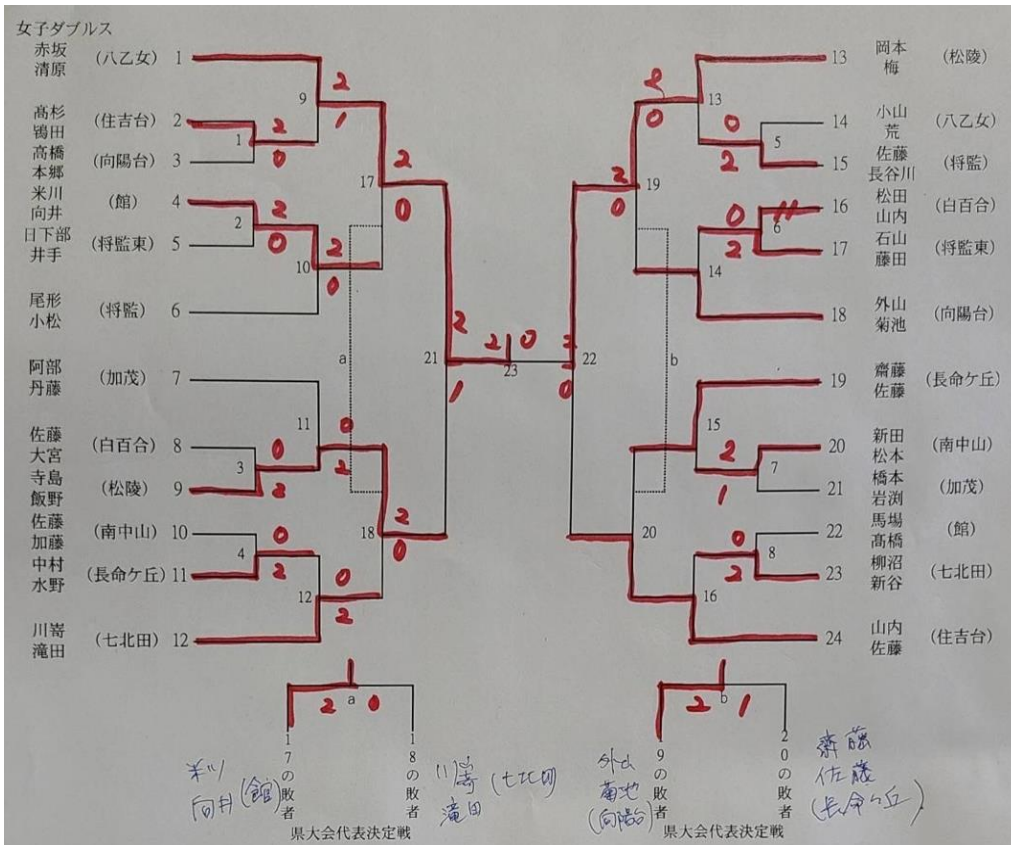 女子ダブルス
赤坂
清原
(八乙女) 1
髙杉
鴇田
(住吉台) 2
高橋
本郷
(向陽台) 3
米川
向井
(館) 4
日下部
井手
(将監東) 5
尾形
小松
(将監) 6
阿部
丹藤
(加茂) 7
佐藤
大宮
(白百合) 8
寺島
飯野
(松陵) 9
佐藤
加藤
(南中山) 10
中村
水野
(長命ケ丘) 11
川嵜
滝田
(七北田) 12
9
2
1
1
2
0
17
2
0
2
2
0
10
2
0
a
21
2
1
11
0
2
3
0
2
18
2
0
4
0
2
12
0
2
23
2 0
13 岡本
梅
(松陵)
14 小山
荒
(八乙女)
15 佐藤
長谷川
(将監)
16 松田
山内
(白百合)
17 石山
藤田
(将監東)
18 外山
菊池
(向陽台)
19 齋藤
佐藤
(長命ケ丘)
20 新田
松本
(南中山)
21 橋本
岩渕
(加茂)
22 馬場
髙橋
(館)
23 柳沼
新谷
(七北田)
24 山内
佐藤
(住吉台)
13
2
0
5
0
2
19
2
0
6
0
2
14
b
22
2
0
15
7
2
1
20
8
0
2
16
2 a 0
17の敗者
18の敗者
米川
向井 (館)
川嵜
滝田
(七北田)
県大会代表決定戦
2 b 1
19の敗者
20の敗者
外山
菊池
(向陽台)
齋藤
佐藤
(長命ヶ丘)
県大会代表決定戦